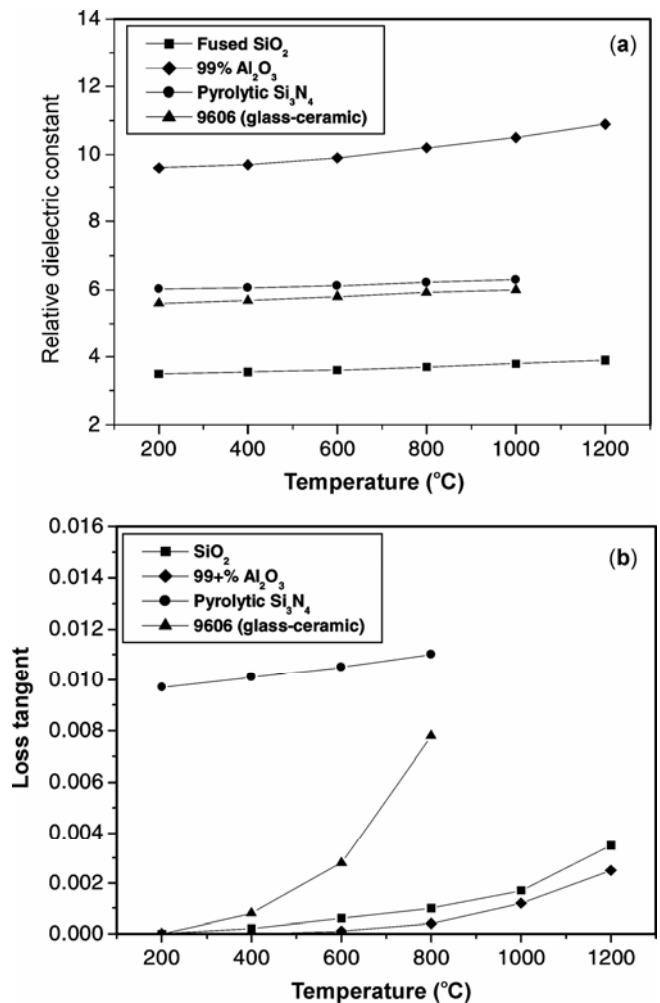 (a)
Fused SiO₂
99% Al₂O₃
Pyrolytic Si₃N₄
9606 (glass-ceramic)
Relative dielectric constant
14
12
10
8
6
4
2
200 400 600 800 1000 1200
Temperature (°C)
(b)
SiO₂
99+% Al₂O₃
Pyrolytic Si₃N₄
9606 (glass-ceramic)
Loss tangent
0.016
0.014
0.012
0.010
0.008
0.006
0.004
0.002
0.000
200 400 600 800 1000 1200
Temperature (°C)